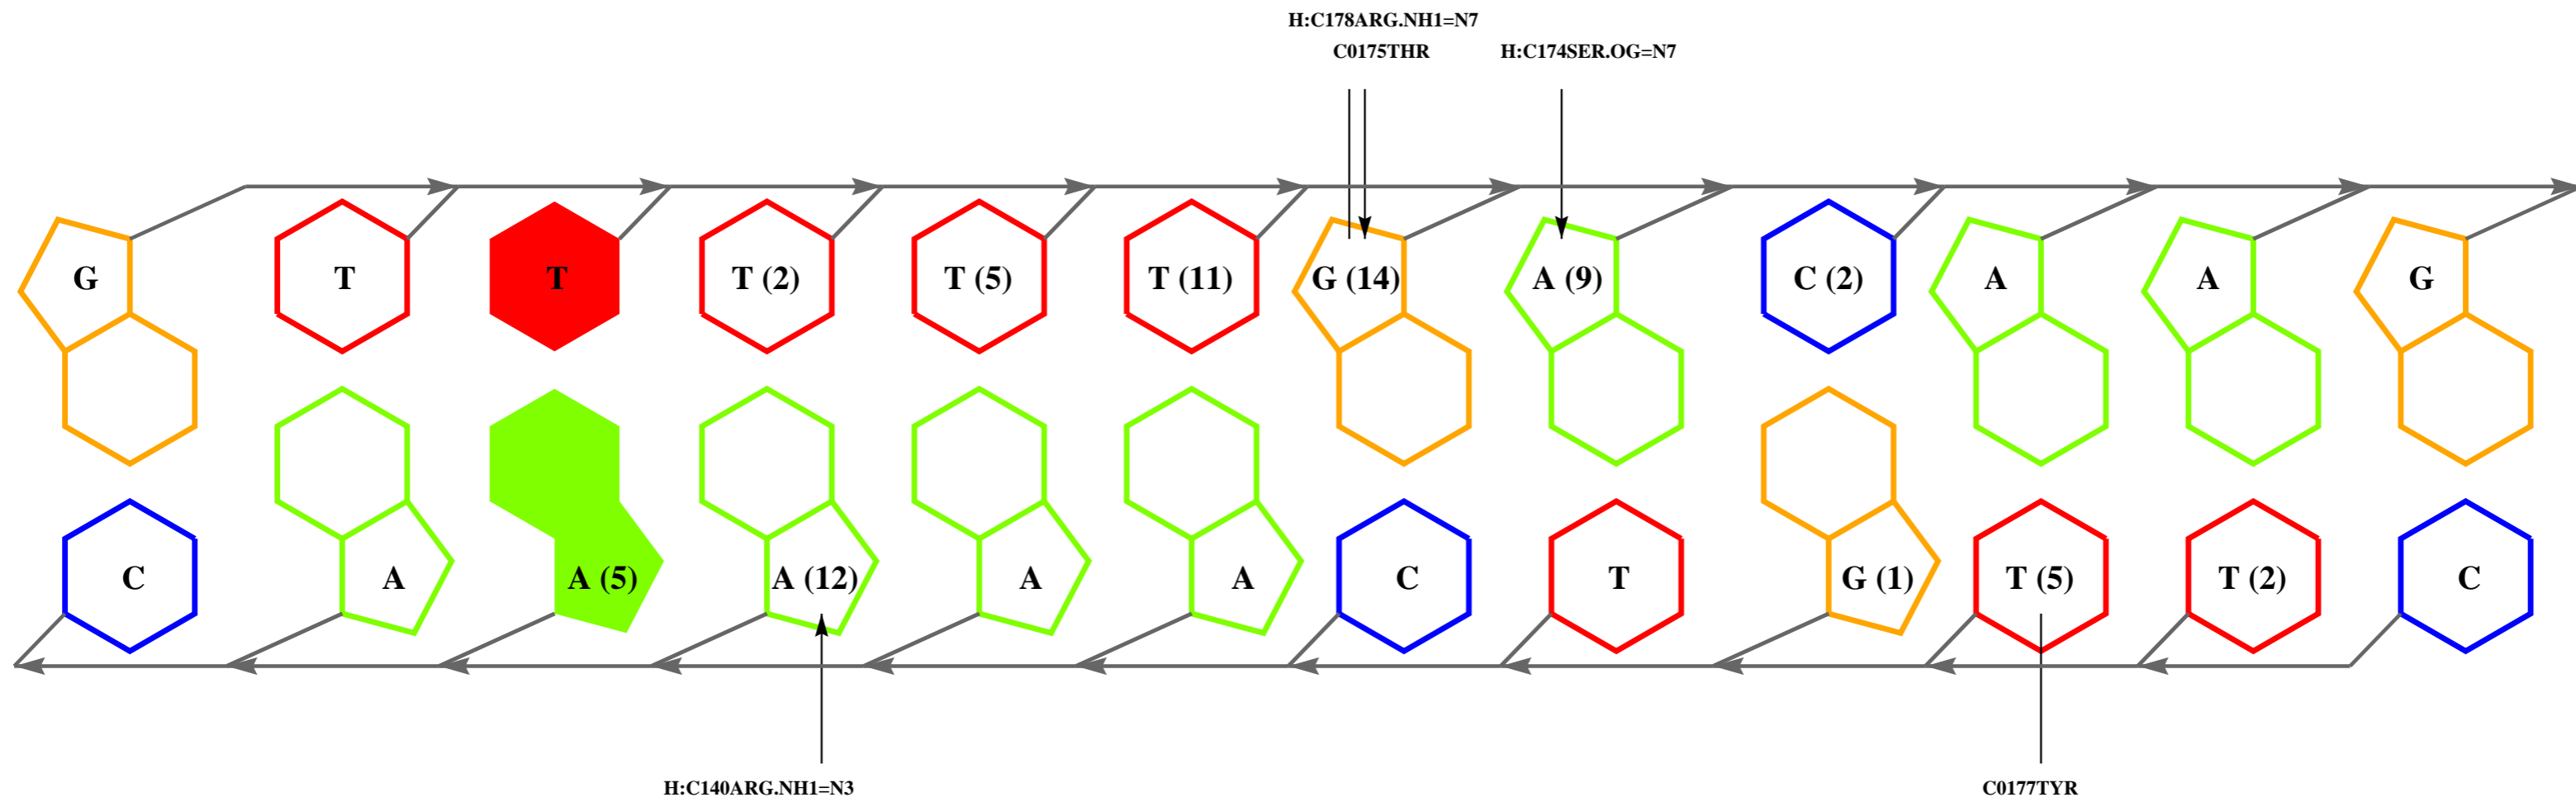 H:C178ARG.NH1=N7
C0175THR H:C174SER.OG=N7
G T T T (2) T (5) T (11) G (14) A (9) C (2) A A G
C A A (5) A (12) A A C T G (1) T (5) T (2) C
H:C140ARG.NH1=N3 C0177TYR